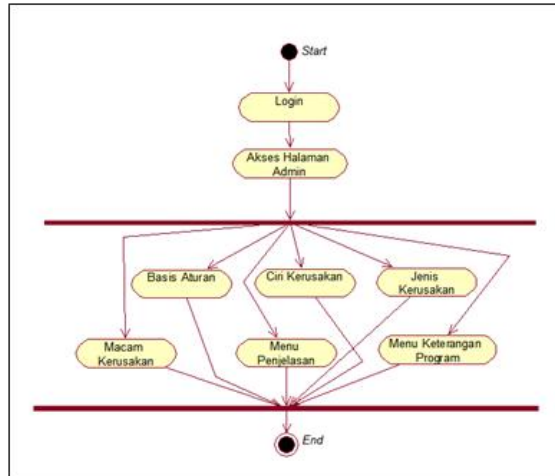 Start
Login
Akses Halaman
Admin
Basis Aturan
Ciri Kerusakan
Jenis
Kerusakan
Macam
Kerusakan
Menu
Penjelasan
Menu Keterangan
Program
End